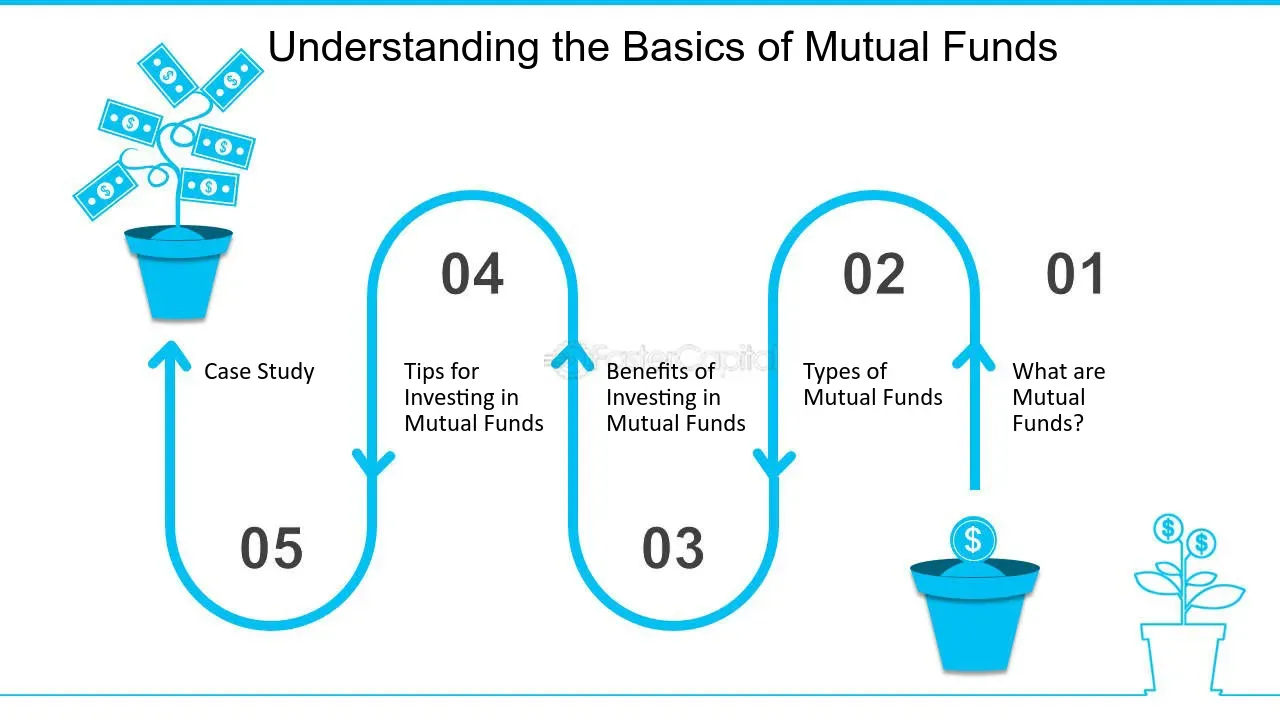 Understanding the Basics of Mutual Funds
01
What are
Mutual
Funds?
02
Types of
Mutual Funds
03
Benefits of
Investing in
Mutual Funds
04
Tips for
Investing in
Mutual Funds
05
Case Study
FasterCapital
$
$
$
$
$
$
$
$
$